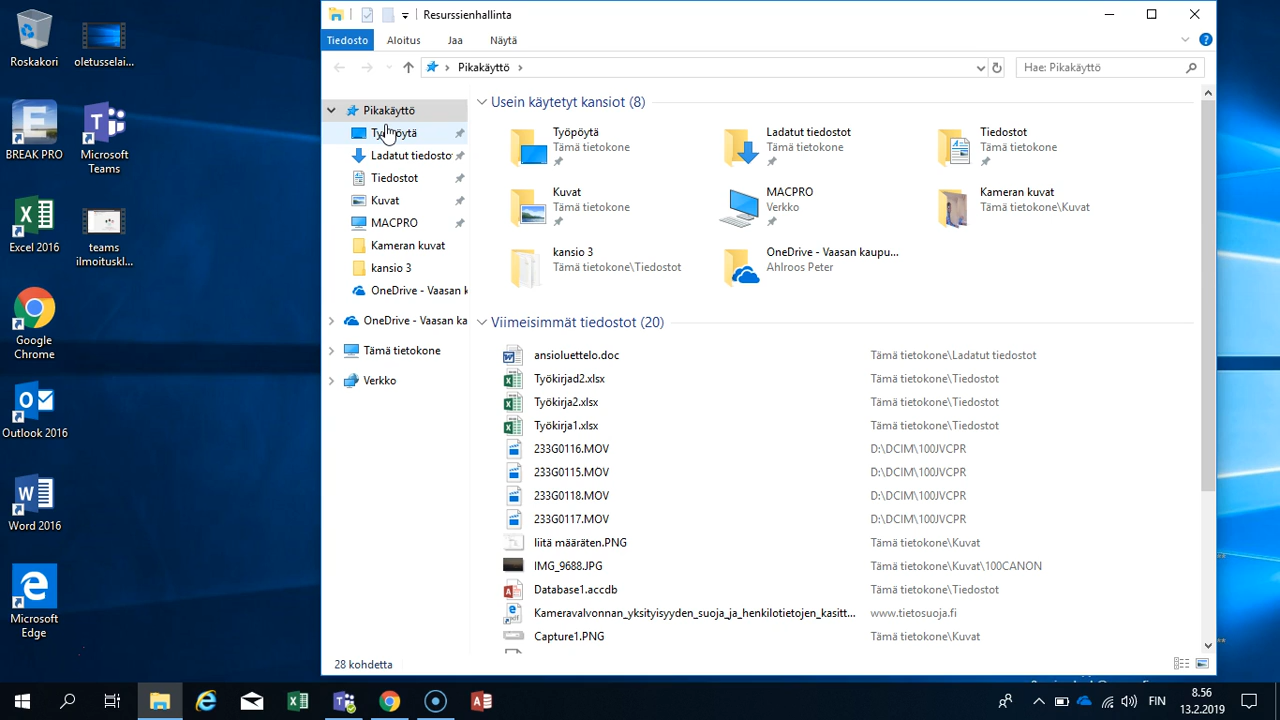 Roskakori
oletusselai...
BREAK PRO
Microsoft
Teams
Excel 2016
teams
ilmoituskl...
Google
Chrome
Outlook 2016
Word 2016
Microsoft
Edge
Resurssienhallinta
Tiedosto
Aloitus
Jaa
Näytä
Pikakäyttö
Hae: Pikakäyttö
Pikakäyttö
Työpöytä
Ladatut tiedostot
Tiedostot
Kuvat
MACPRO
Kameran kuvat
kansio 3
OneDrive - Vaasan k
OneDrive - Vaasan ka
Tämä tietokone
Verkko
Usein käytetyt kansiot (8)
Työpöytä
Tämä tietokone
Ladatut tiedostot
Tämä tietokone
Tiedostot
Tämä tietokone
Kuvat
Tämä tietokone
MACPRO
Verkko
Kameran kuvat
Tämä tietokone\Kuvat
kansio 3
Tämä tietokone\Tiedostot
OneDrive - Vaasan kaupu...
Ahlroos Peter
Viimeisimmät tiedostot (20)
ansioluettelo.doc Tämä tietokone\Ladatut tiedostot
Työkirjad2.xlsx Tämä tietokone\Tiedostot
Työkirja2.xlsx Tämä tietokone\Tiedostot
Työkirja1.xlsx Tämä tietokone\Tiedostot
233G0116.MOV D:\DCIM\100JVCPR
233G0115.MOV D:\DCIM\100JVCPR
233G0118.MOV D:\DCIM\100JVCPR
233G0117.MOV D:\DCIM\100JVCPR
liitä määräten.PNG Tämä tietokone\Kuvat
IMG_9688.JPG Tämä tietokone\Kuvat\100CANON
Database1.accdb Tämä tietokone\Tiedostot
Kameravalvonnan_yksityisyyden_suoja_ja_henkilotietojen_kasitt... www.tietosuoja.fi
Capture1.PNG Tämä tietokone\Kuvat
28 kohdetta
FIN
8.56
13.2.2019